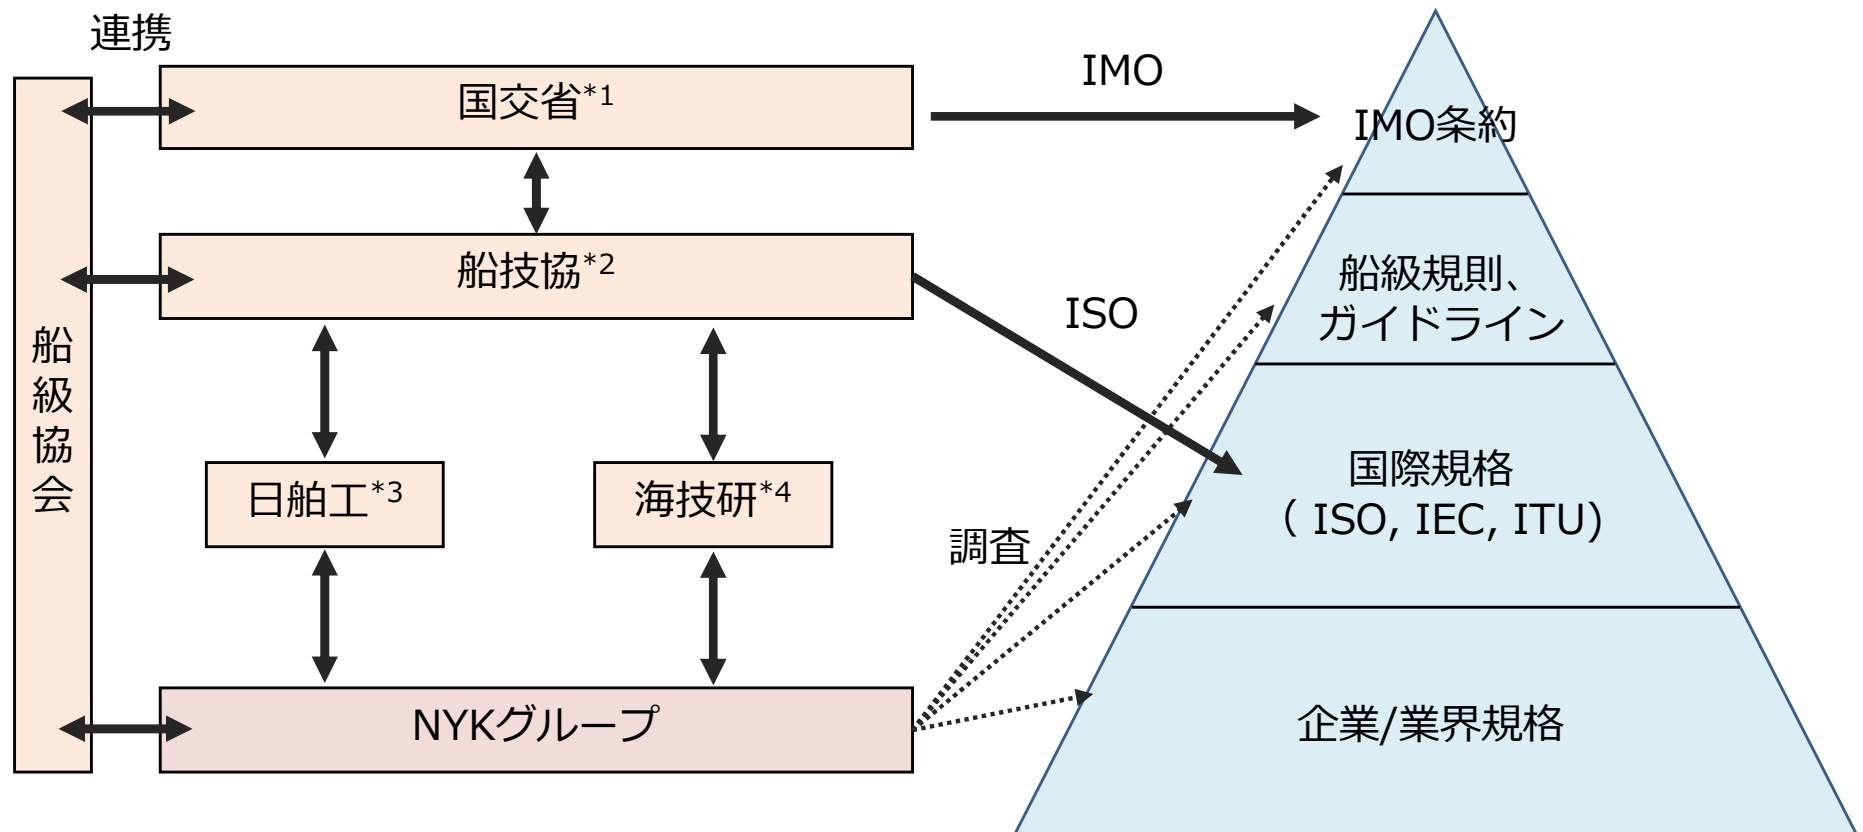 連携
国交省*1
IMO
IMO条約
船技協*2
ISO
船級規則、
ガイドライン
船級協会
日舶工*3
海技研*4
国際規格
（ ISO, IEC, ITU)
調査
NYKグループ
企業/業界規格